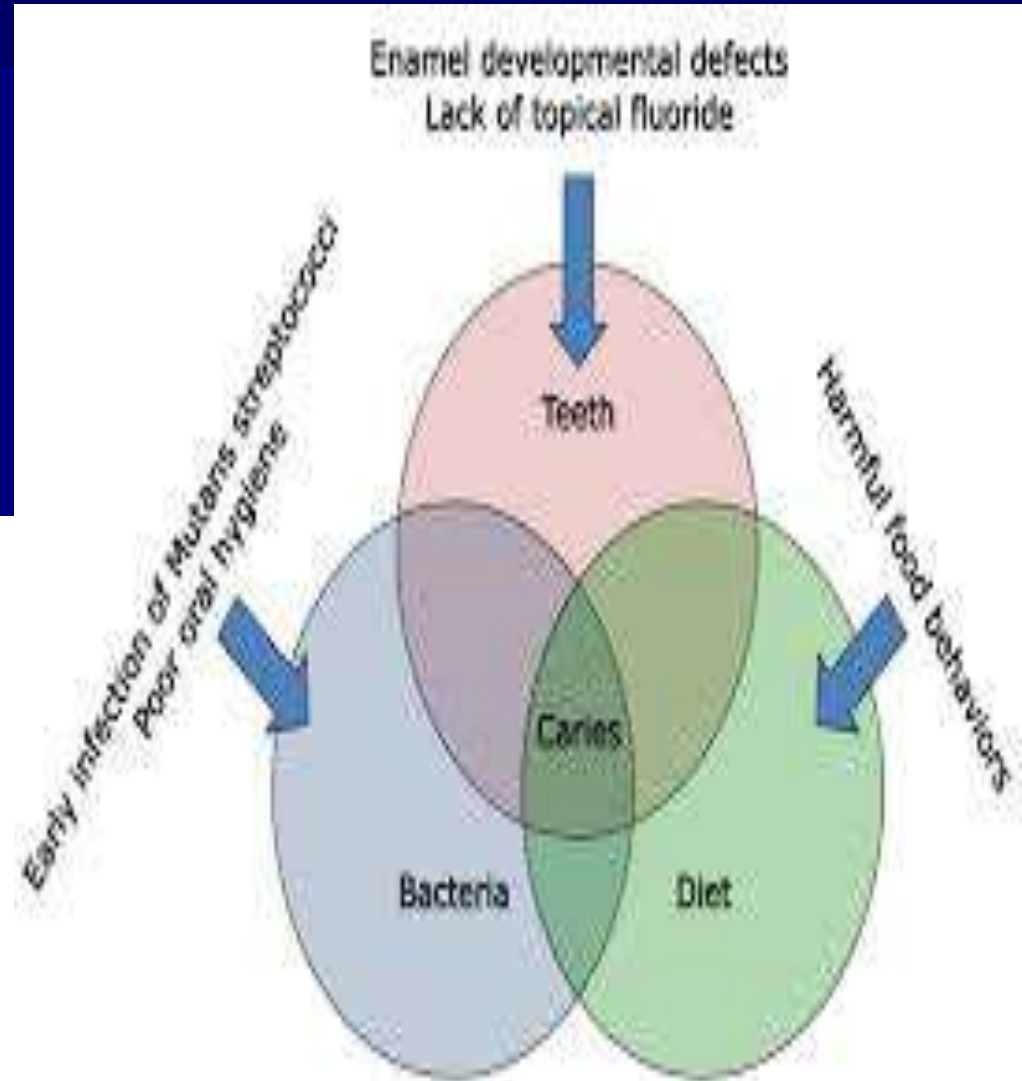 Enamel developmental defects
Lack of topical fluoride
Early infection of Mutans streptococci
Poor oral hygiene
Harmful food behaviors
Teeth
Caries
Bacteria
Diet